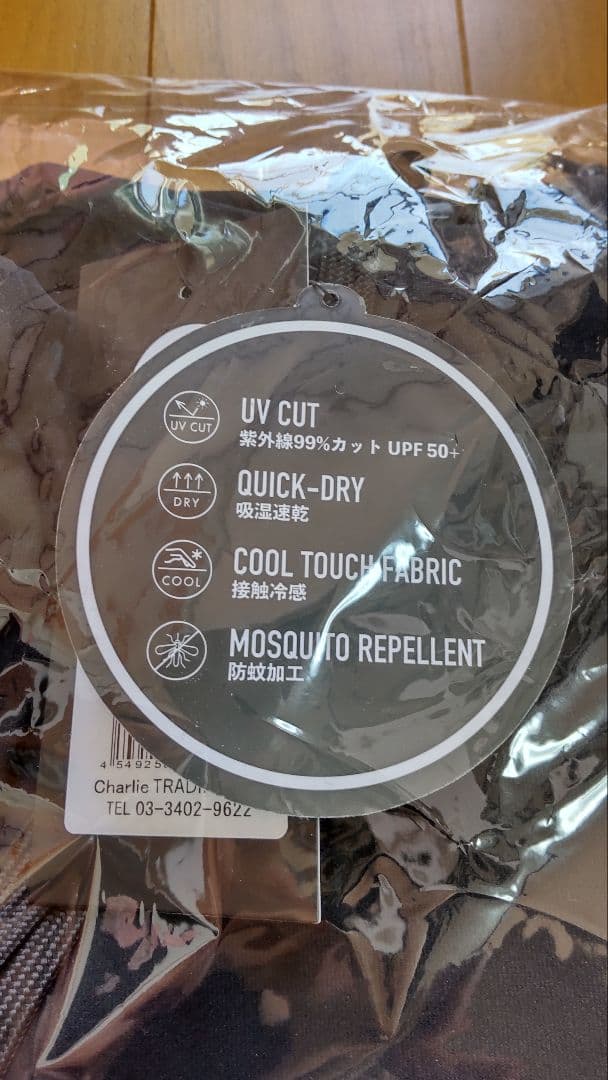 UV CUT
UV CUT
紫外線99%カット UPF 50+
DRY
QUICK-DRY
吸湿速乾
COOL
COOL TOUCH FABRIC
接触冷感
MOSQUITO REPELLENT
防蚊加工
4 54925
Charlie
TEL 03-3402-9622